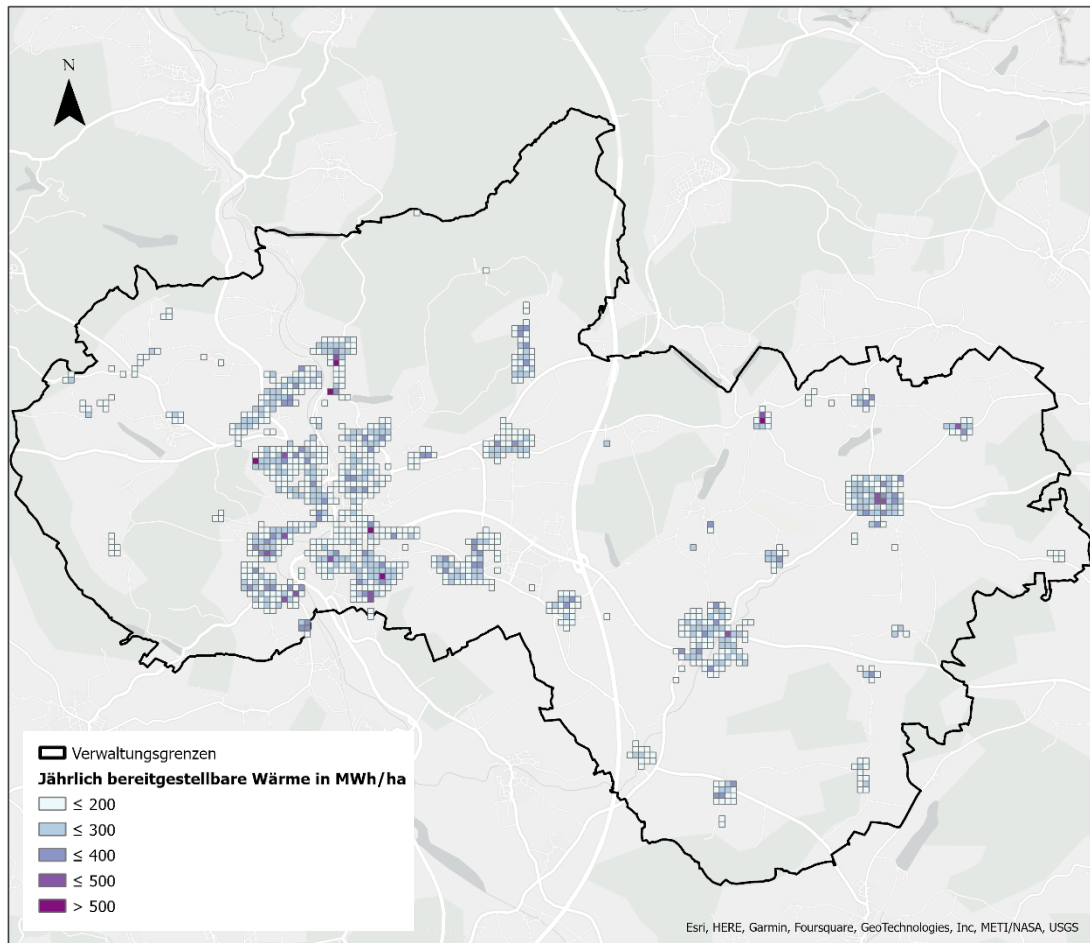 N
Verwaltungsgrenzen
Jährlich bereitgestellbare Wärme in MWh/ha
≤ 200
≤ 300
≤ 400
≤ 500
> 500
Esri, HERE, Garmin, Foursquare, GeoTechnologies, Inc, METI/NASA, USGS